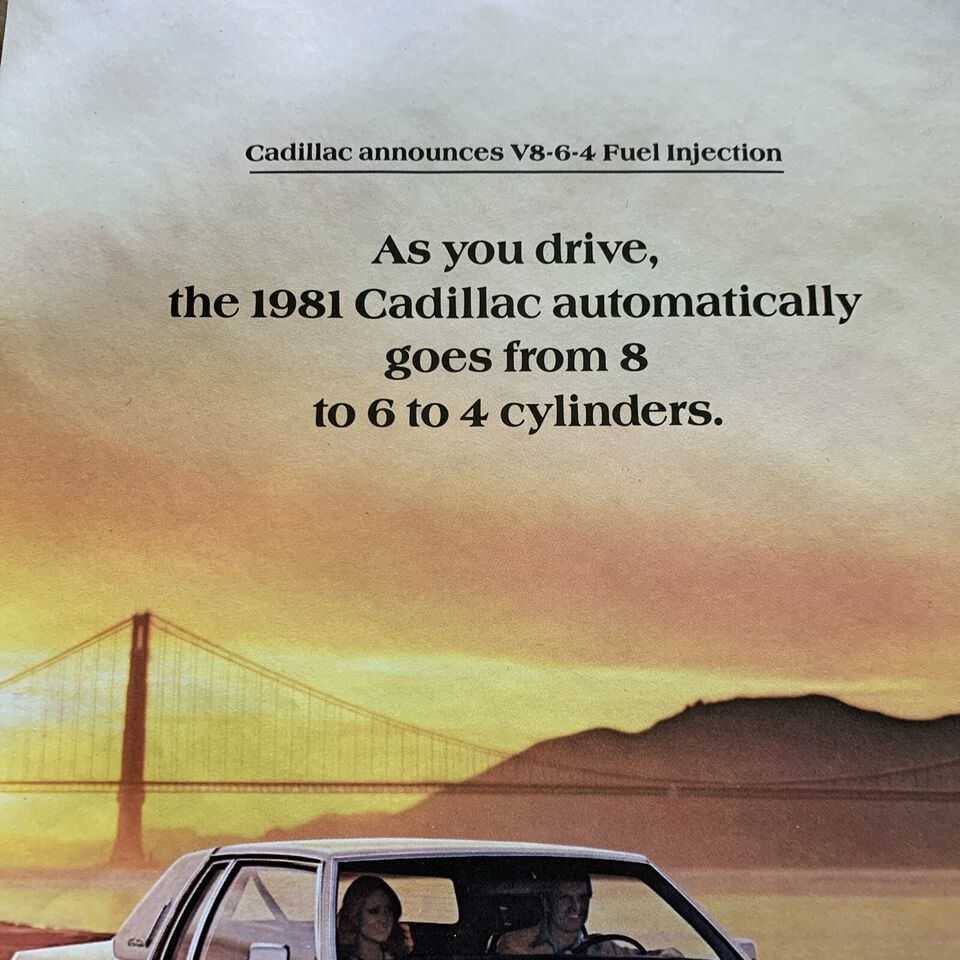 Cadillac announces V8-6-4 Fuel Injection
As you drive,
the 1981 Cadillac automatically
goes from 8
to 6 to 4 cylinders.